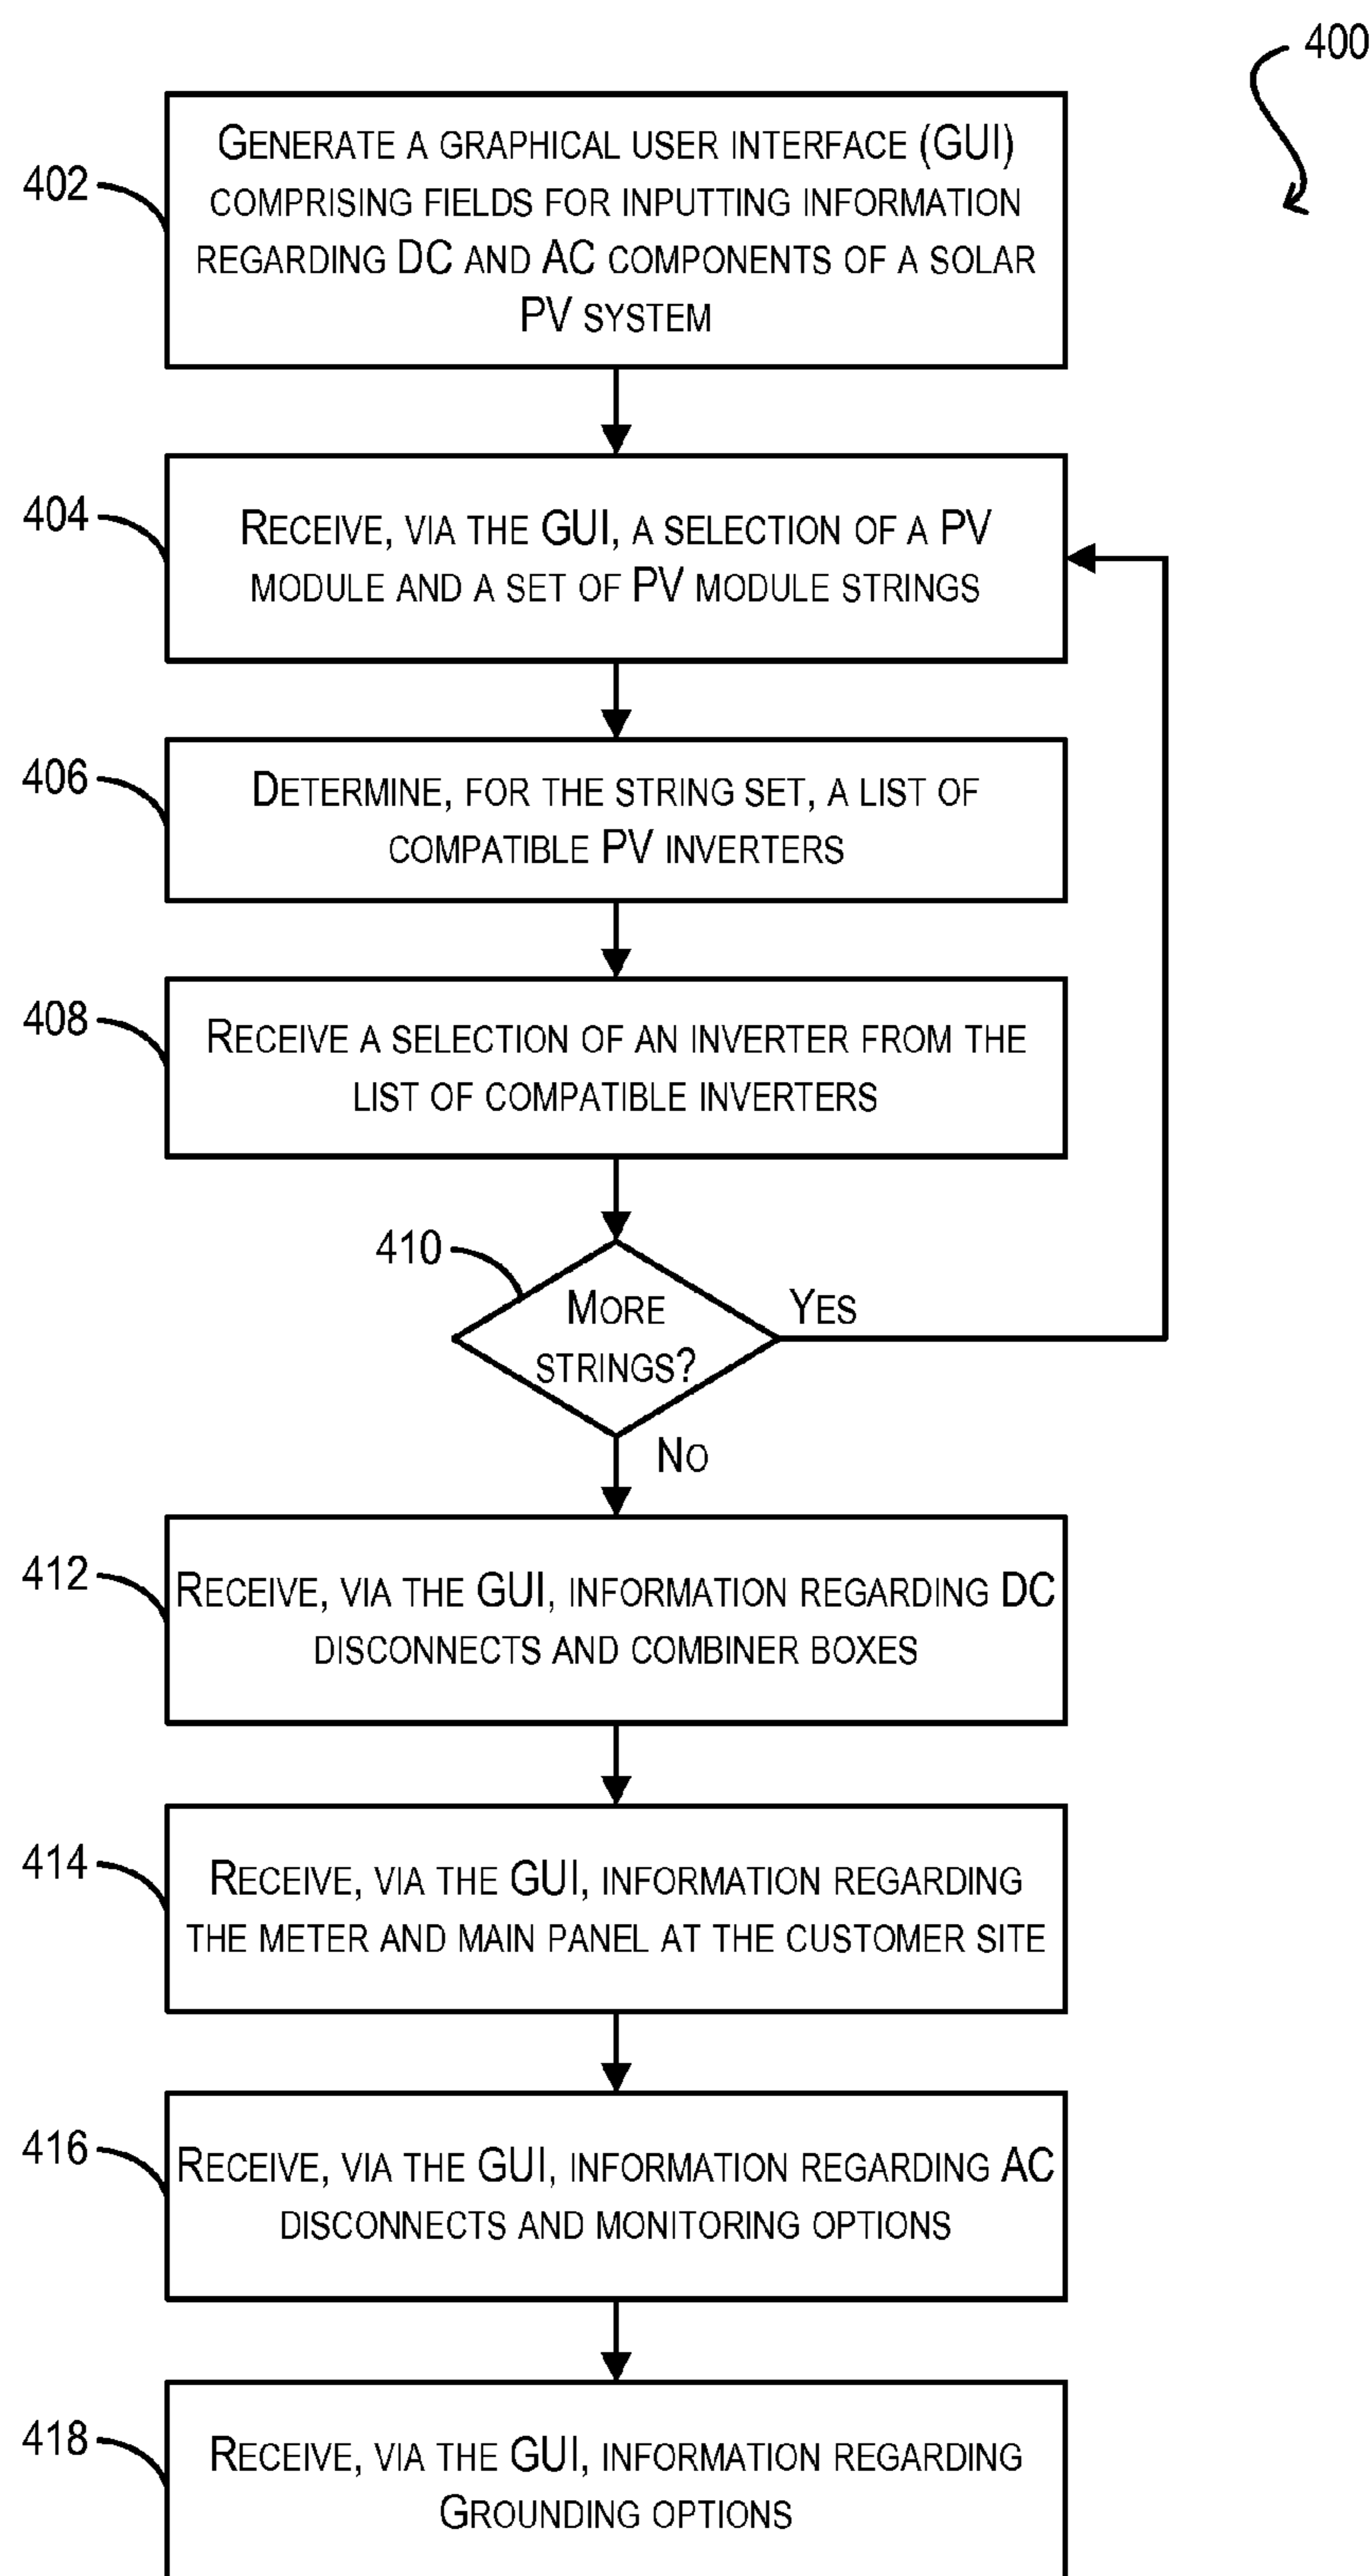 400
402
GENERATE A GRAPHICAL USER INTERFACE (GUI)
COMPRISING FIELDS FOR INPUTTING INFORMATION
REGARDING DC AND AC COMPONENTS OF A SOLAR
PV SYSTEM
404
RECEIVE, VIA THE GUI, A SELECTION OF A PV
MODULE AND A SET OF PV MODULE STRINGS
406
DETERMINE, FOR THE STRING SET, A LIST OF
COMPATIBLE PV INVERTERS
408
RECEIVE A SELECTION OF AN INVERTER FROM THE
LIST OF COMPATIBLE INVERTERS
410
MORE
STRINGS?
YES
NO
412
RECEIVE, VIA THE GUI, INFORMATION REGARDING DC
DISCONNECTS AND COMBINER BOXES
414
RECEIVE, VIA THE GUI, INFORMATION REGARDING
THE METER AND MAIN PANEL AT THE CUSTOMER SITE
416
RECEIVE, VIA THE GUI, INFORMATION REGARDING AC
DISCONNECTS AND MONITORING OPTIONS
418
RECEIVE, VIA THE GUI, INFORMATION REGARDING
GROUNDING OPTIONS